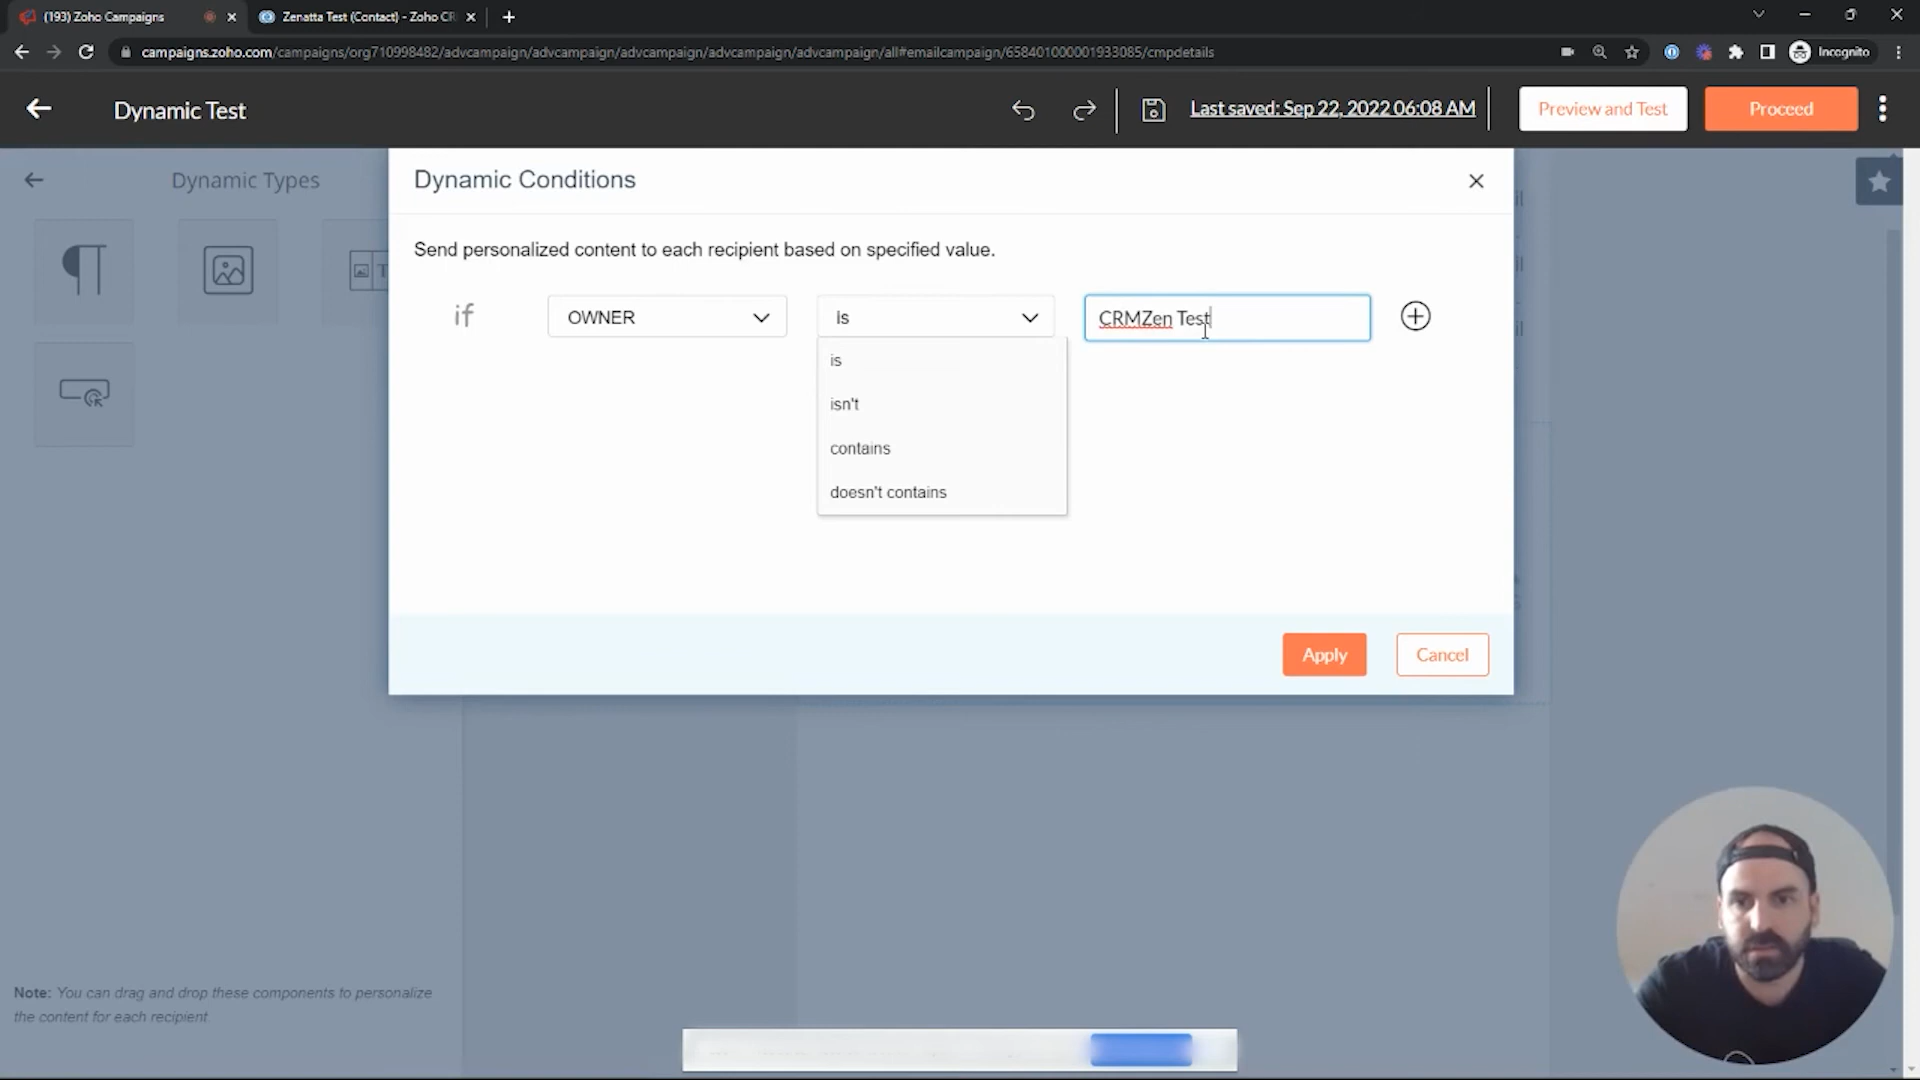 (193) Zoho Campaigns
Zenatta Test (Contact) - Zoho CR
campaigns.zoho.com/campaigns/org710998482/advcampaign/advcampaign/advcampaign/advcampaign/advcampaign/all#emailcampaign/658401000001933085/cmpdetails
Incognito
Dynamic Test
Last saved: Sep 22, 2022 06:08 AM
Preview and Test
Proceed
Dynamic Types
Dynamic Conditions
Send personalized content to each recipient based on specified value.
if
OWNER
is
CRMZen Test
is
isn't
contains
doesn't contains
Apply
Cancel
Note: You can drag and drop these components to personalize
the content for each recipient.